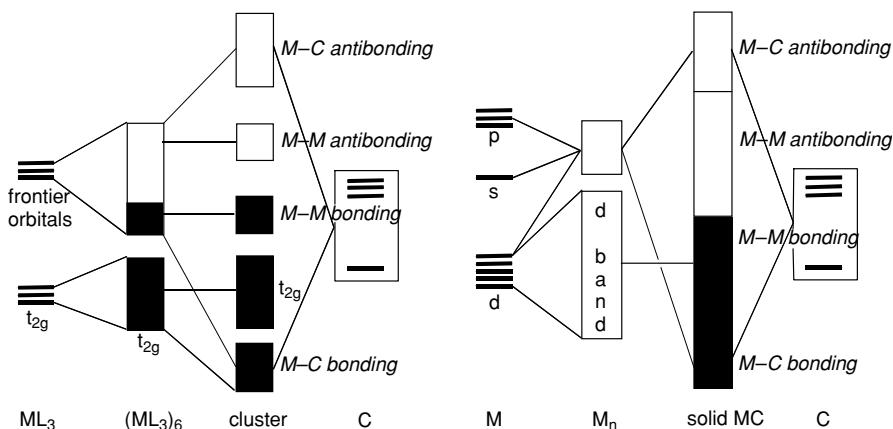 M–C antibonding
M–M antibonding
frontier
orbitals
M–M bonding
t2g
t2g
t2g
M–C bonding
ML3
(ML3)6
cluster
C
M–C antibonding
p
M–M antibonding
s
d
M–M bonding
b
a
n
d
d
M–C bonding
M
Mn
solid MC
C